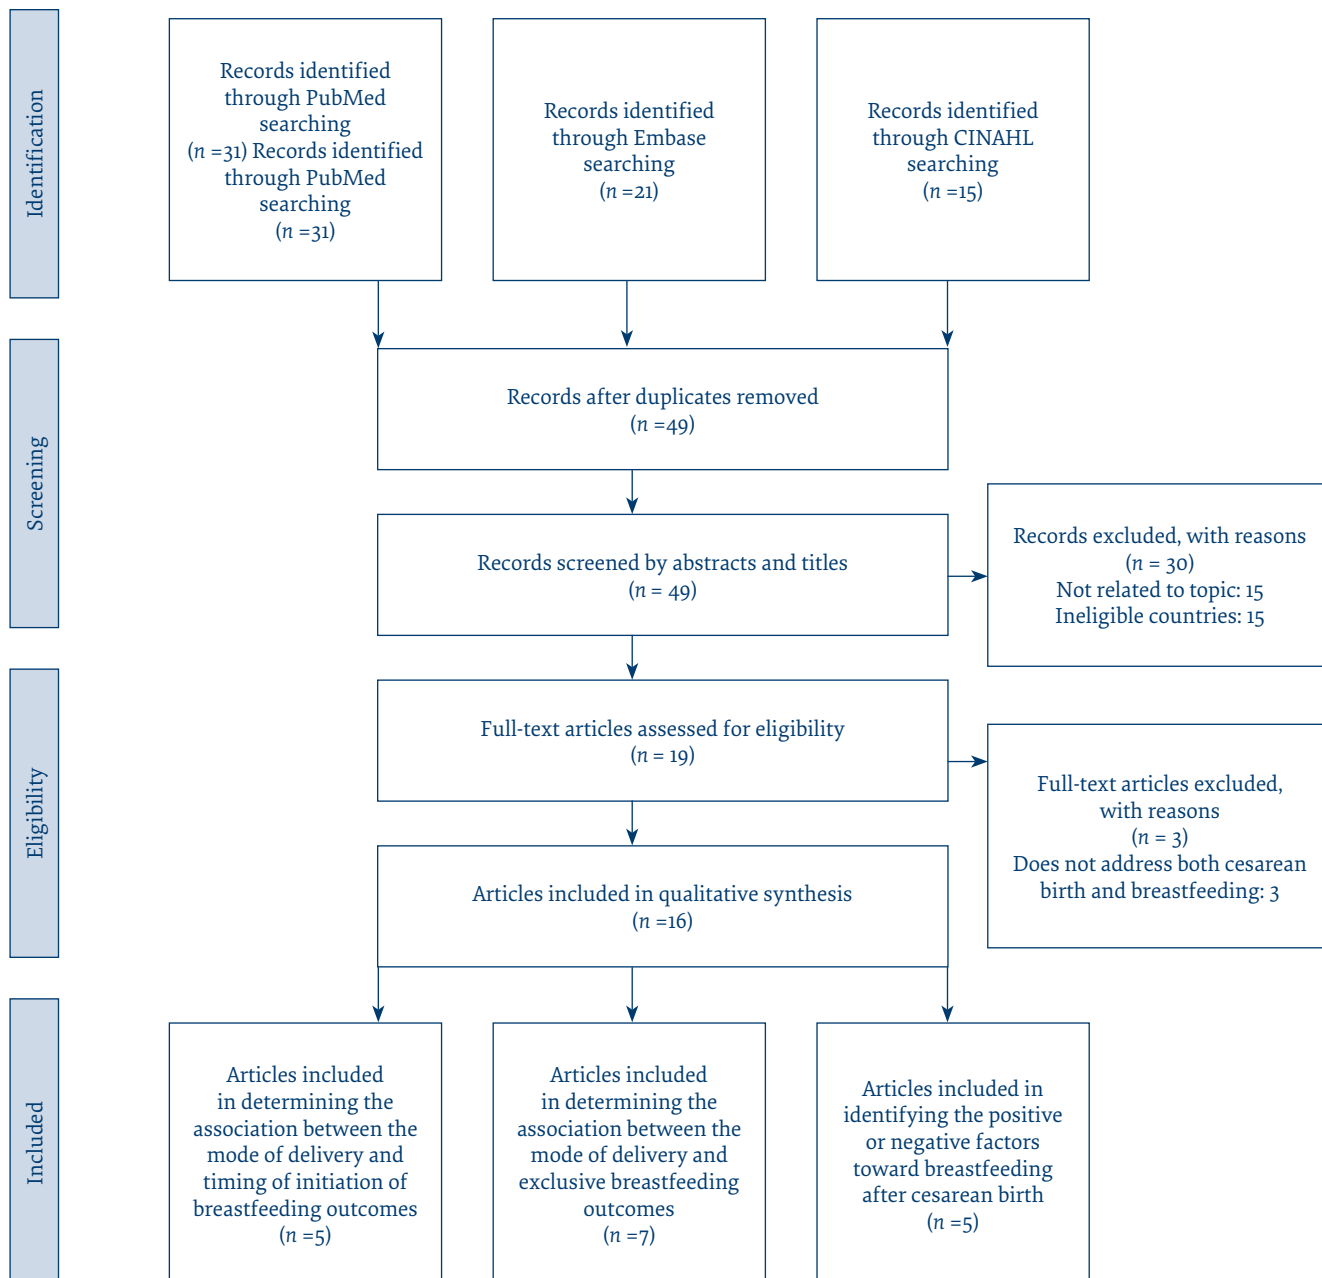 Identification
Records identified
through PubMed
searching
(n =31) Records identified
through PubMed
searching
(n =31)
Records identified
through Embase
searching
(n =21)
Records identified
through CINAHL
searching
(n =15)
Screening
Records after duplicates removed
(n =49)
Records screened by abstracts and titles
(n = 49)
Records excluded, with reasons
(n = 30)
Not related to topic: 15
Ineligible countries: 15
Eligibility
Full-text articles assessed for eligibility
(n = 19)
Full-text articles excluded,
with reasons
(n = 3)
Does not address both cesarean
birth and breastfeeding: 3
Articles included in qualitative synthesis
(n =16)
Included
Articles included
in determining the
association between the
mode of delivery and
timing of initiation of
breastfeeding outcomes
(n =5)
Articles included
in determining the
association between the
mode of delivery and
exclusive breastfeeding
outcomes
(n =7)
Articles included in
identifying the positive
or negative factors
toward breastfeeding
after cesarean birth
(n =5)